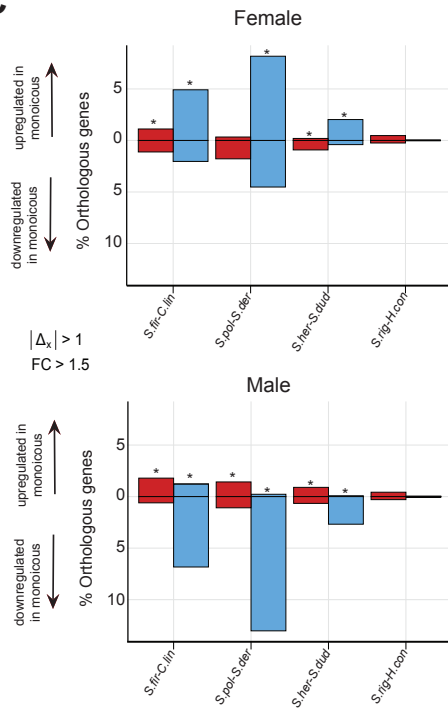 Female
upregulated in
monoicous
downregulated
in monoicous
% Orthologous genes
5
0
5
10
*
*
*
*
*
S.fir-C.lin
S.pol-S.der
S.her-S.dud
S.rig-H.con
|Δx| > 1
FC > 1.5
Male
upregulated in
monoicous
downregulated
in monoicous
% Orthologous genes
5
0
5
10
*
*
*
*
*
*
S.fir-C.lin
S.pol-S.der
S.her-S.dud
S.rig-H.con